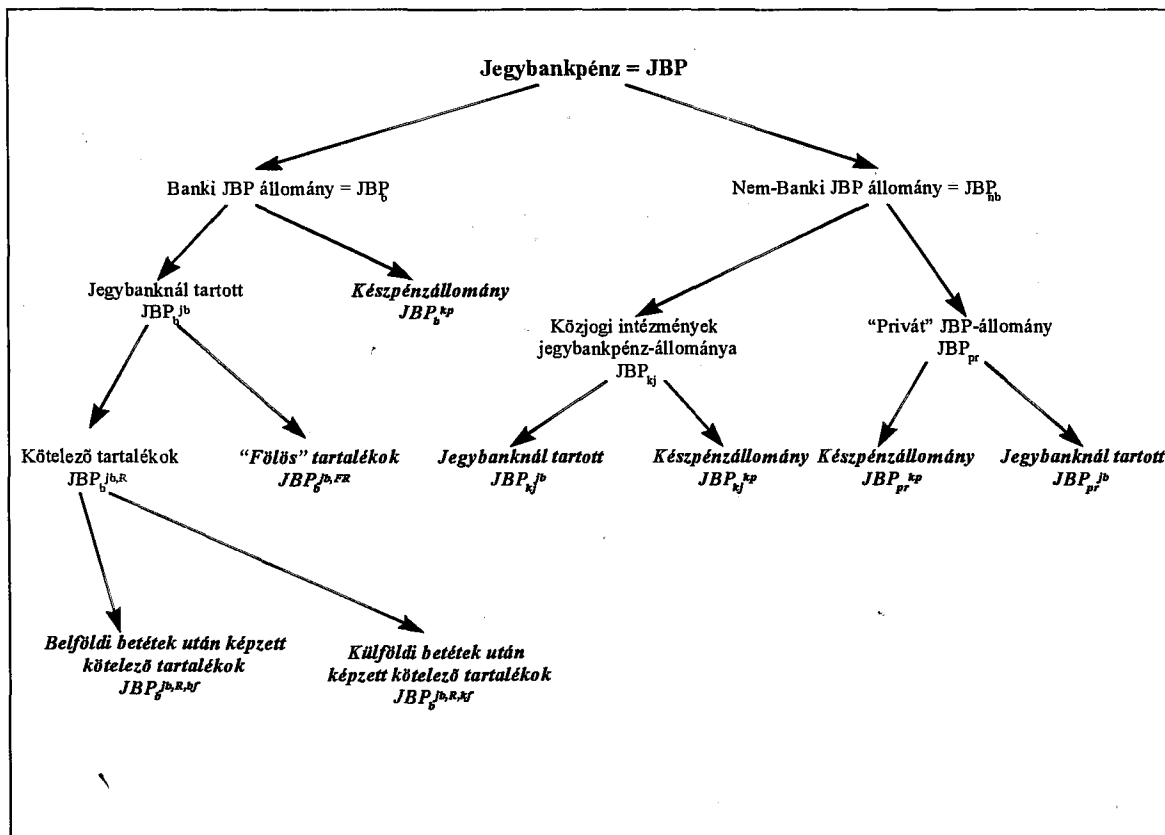 Jegybankpénz = JBP
Banki JBP állomány = JBP_b
Nem-Banki JBP állomány = JBP_nb
Jegybanknál tartott
JBP_b^jb
Készpénzállomány
JBP_b^kp
Közjogi intézmények
jegybankpénz-állománya
JBP_kj
“Privát” JBP-állomány
JBP_pr
Kötelezõ tartalékok
JBP_b^jb,R
“Fölös” tartalékok
JBP_b^jb,FR
Jegybanknál tartott
JBP_kj^jb
Készpénzállomány
JBP_kj^kp
Készpénzállomány
JBP_pr^kp
Jegybanknál tartott
JBP_pr^jb
Belföldi betétek után képzett
kötelezõ tartalékok
JBP_b^jb,R,bf
Külföldi betétek után
képzett kötelezõ tartalékok
JBP_b^jb,R,kf